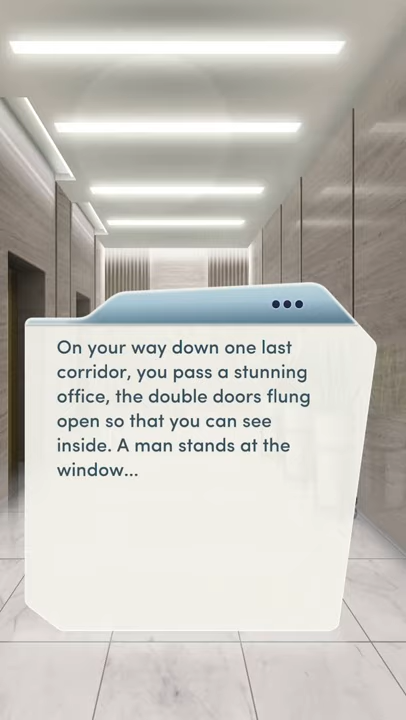 On your way down one last
corridor, you pass a stunning
office, the double doors flung
open so that you can see
inside. A man stands at the
window...